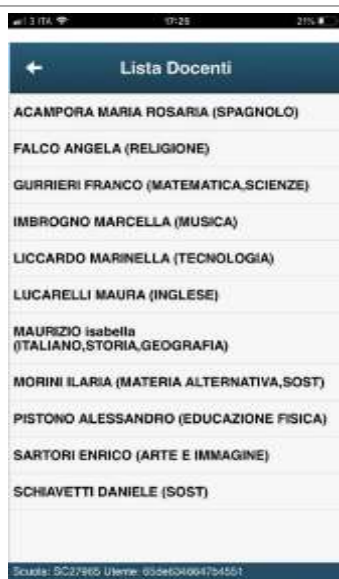 3 ITA 17:25 21%
Lista Docenti
ACAMPORA MARIA ROSARIA (SPAGNOLO)
FALCO ANGELA (RELIGIONE)
GURRIERI FRANCO (MATEMATICA,SCIENZE)
IMBROGNO MARCELLA (MUSICA)
LICCARDO MARINELLA (TECNOLOGIA)
LUCARELLI MAURA (INGLESE)
MAURIZIO isabella
(ITALIANO,STORIA,GEOGRAFIA)
MORINI ILARIA (MATERIA ALTERNATIVA,SOST)
PISTONO ALESSANDRO (EDUCAZIONE FISICA)
SARTORI ENRICO (ARTE E IMMAGINE)
SCHIAVETTI DANIELE (SOST)
Scuola: SC27965 Utente: